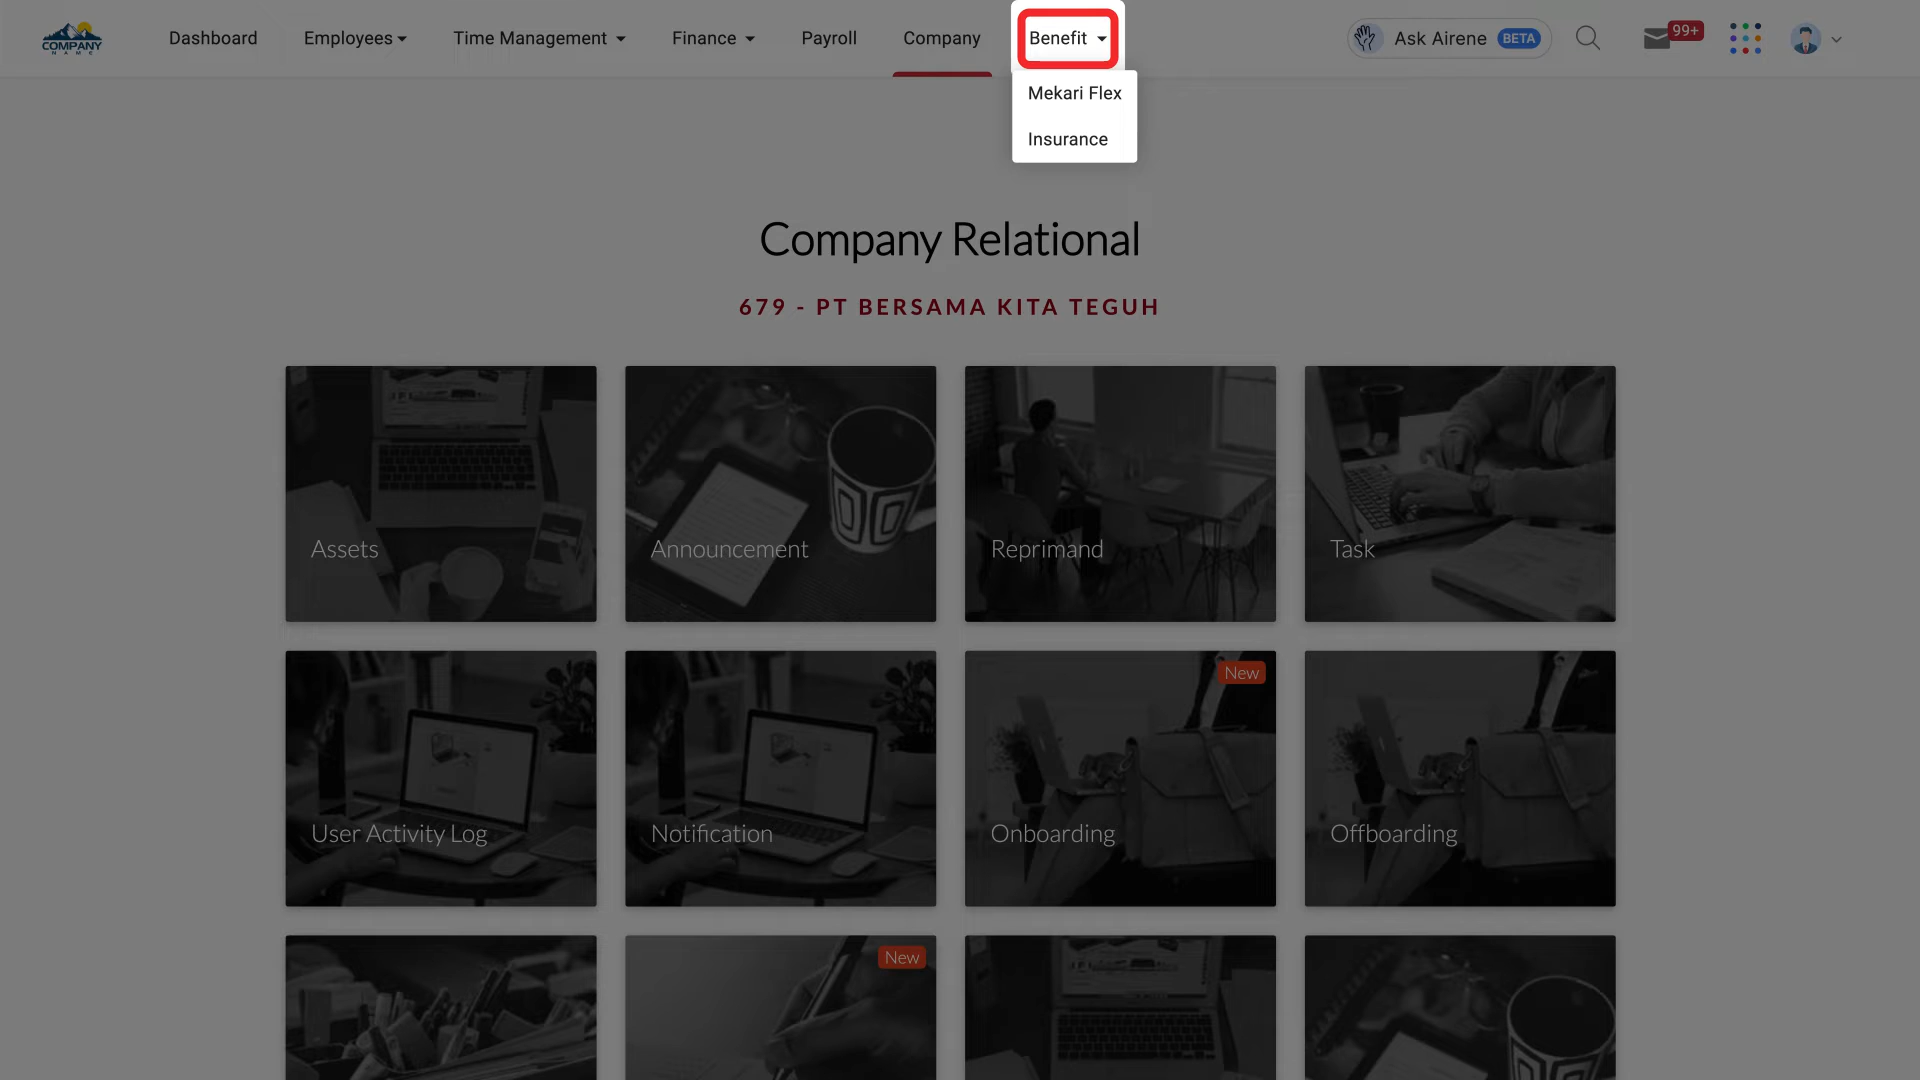 COMPANY
NAME
Dashboard
Employees
Time Management
Finance
Payroll
Company
Benefit
Ask Airene BETA
99+
Mekari Flex
Insurance
Company Relational
679 - PT BERSAMA KITA TEGUH
Assets
Announcement
Reprimand
Task
New
User Activity Log
Notification
Onboarding
Offboarding
New